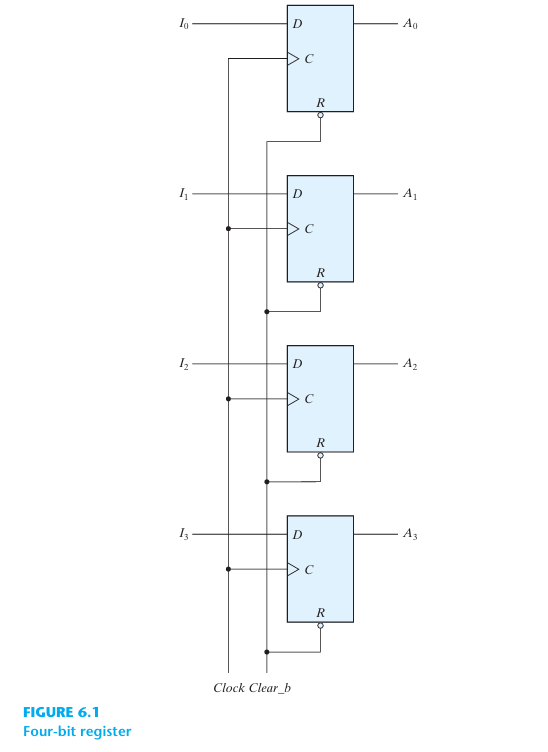 I₀ D A₀
C
R
I₁ D A₁
C
R
I₂ D A₂
C
R
I₃ D A₃
C
R
Clock Clear_b
FIGURE 6.1
Four-bit register